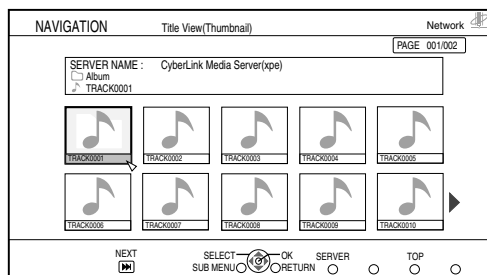 NAVIGATION Title View(Thumbnail) Network
PAGE 001/002
SERVER NAME : CyberLink Media Server(xpe)
Album
TRACK0001
TRACK0001 TRACK0002 TRACK0003 TRACK0004 TRACK0005
TRACK0006 TRACK0007 TRACK0008 TRACK0009 TRACK0010
NEXT SELECT OK SERVER TOP
SUB MENU RETURN